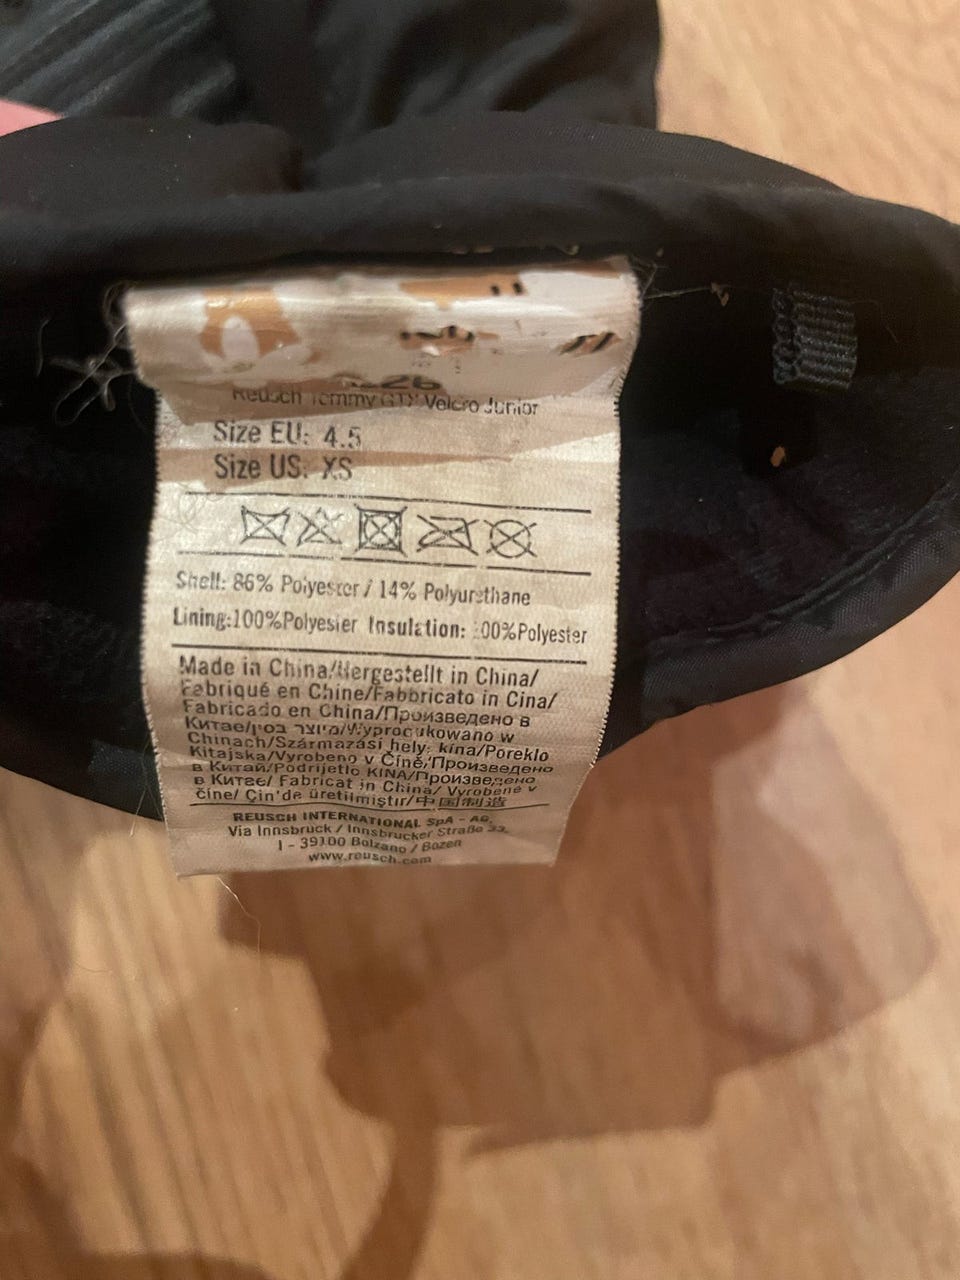 Reusch Tommy GTX Velcro Junior
Size EU: 4.5
Size US: XS
Shell: 86% Polyester / 14% Polyurethane
Lining:100%Polyester Insulation: 100%Polyester
Made in China/Hergestellt in China/
Fabriqué en Chine/Fabbricato in Cina/
Fabricado en China/Произведено в
Китае/מיוצר בסין/Wyprodukowano w
Chinach/Származási hely: kína/Poreklo
Kitajska/Vyrobeno v Číně/Произведено
в Китай/Podrijetlo KINA/Произведено
в Китае/ Fabricat in China/ Vyrobené v
číne/ Çin'de üretilmiştir/中国制造
REUSCH INTERNATIONAL SpA - AG,
Via Innsbruck / Innsbrucker Straße 33,
I - 39100 Bolzano / Bozen
www.reusch.com